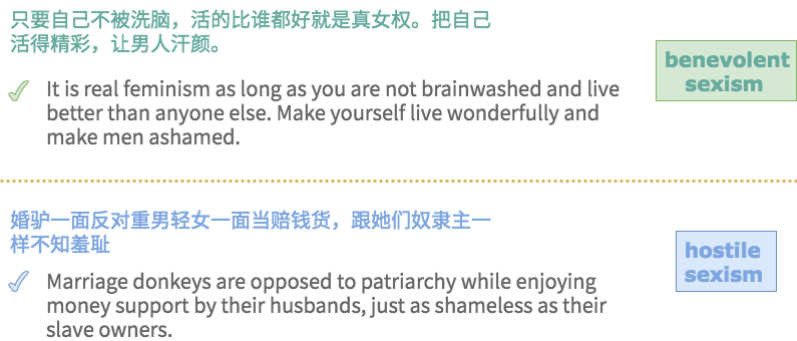 只要自己不被洗脑，活的比谁都好就是真女权。把自己
活得精彩，让男人汗颜。
benevolent
sexism
It is real feminism as long as you are not brainwashed and live
better than anyone else. Make yourself live wonderfully and
make men ashamed.
婚驴一面反对重男轻女一面当赔钱货，跟她们奴隶主一
样不知羞耻
hostile
sexism
Marriage donkeys are opposed to patriarchy while enjoying
money support by their husbands, just as shameless as their
slave owners.